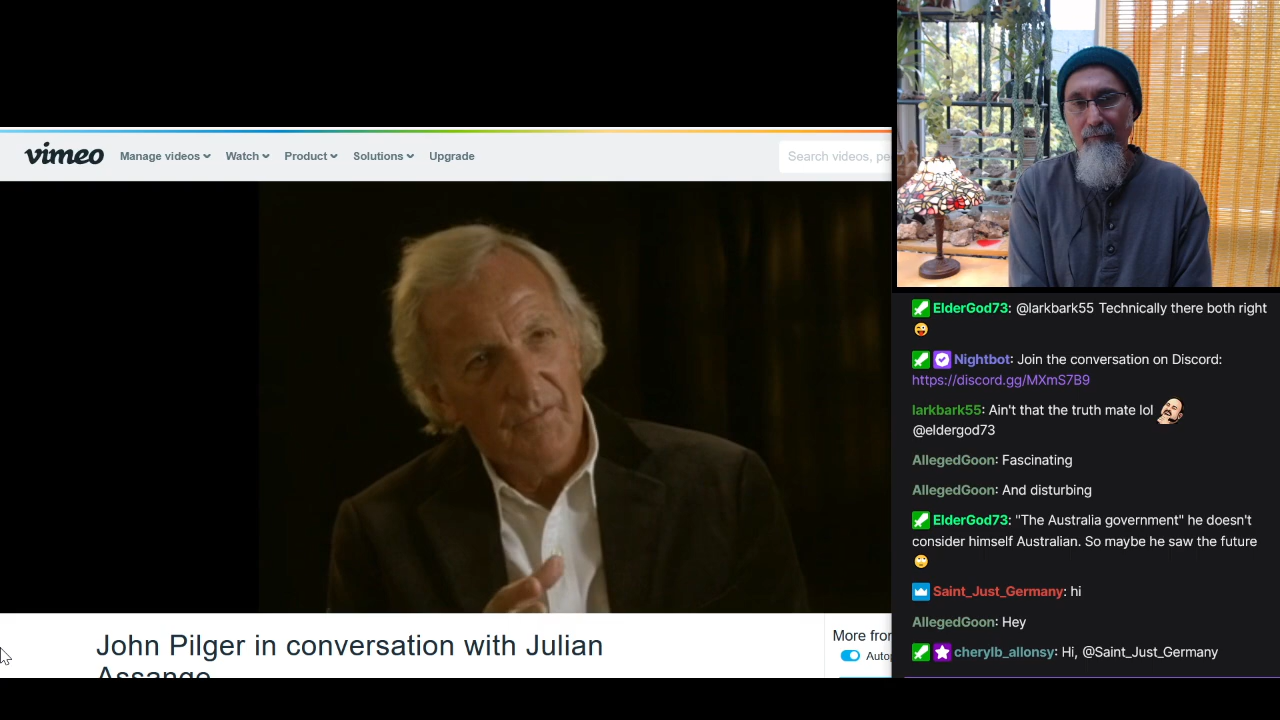 vimeo
Manage videos
Watch
Product
Solutions
Upgrade
Search videos, pe
John Pilger in conversation with Julian
Assange
More from
Autop
ElderGod73: @larkbark55 Technically there both right
Nightbot: Join the conversation on Discord:
https://discord.gg/MXmS7B9
larkbark55: Ain't that the truth mate lol
@eldergod73
AllegedGoon: Fascinating
AllegedGoon: And disturbing
ElderGod73: "The Australia government" he doesn't
consider himself Australian. So maybe he saw the future
Saint_Just_Germany: hi
AllegedGoon: Hey
cherylb_allonsy: Hi, @Saint_Just_Germany